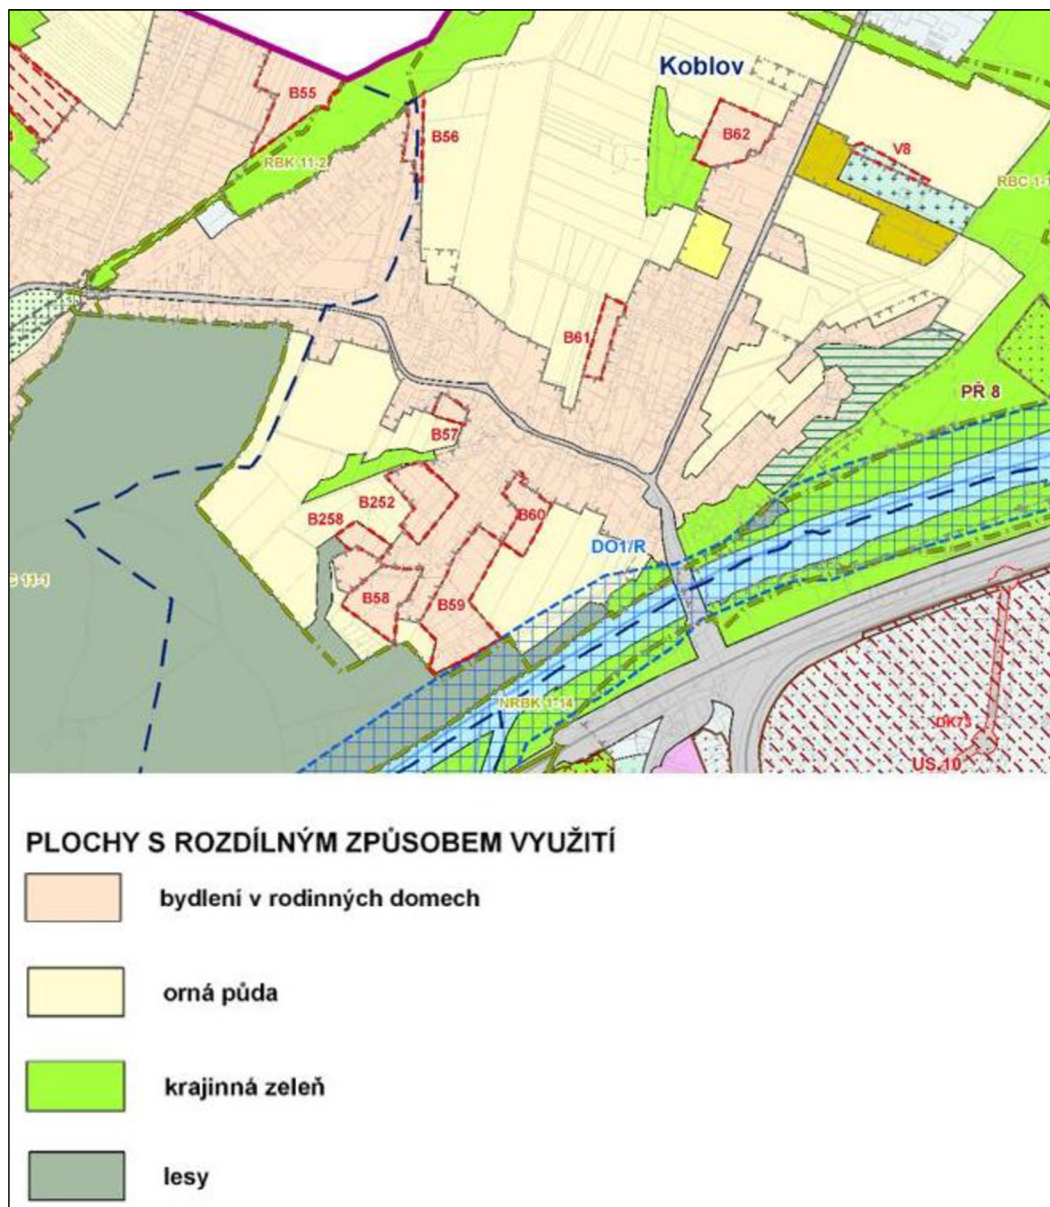 Koblov
B55
B56
B62
V8
RBK 11-2
RBC 1-1
B61
PŘ 8
B57
B252
B258
B60
DO1/R
C 11-1
B58
B59
NRBK 1-14
DK73
US 10
PLOCHY S ROZDÍLNÝM ZPŮSOBEM VYUŽITÍ
bydlení v rodinných domech
orná půda
krajinná zeleň
lesy